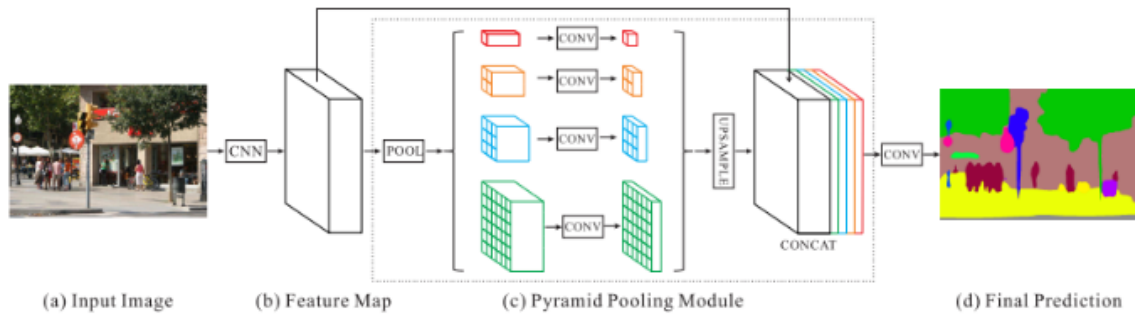 CNN
POOL
CONV
CONV
CONV
CONV
UPSAMPLE
CONCAT
CONV
(a) Input Image
(b) Feature Map
(c) Pyramid Pooling Module
(d) Final Prediction